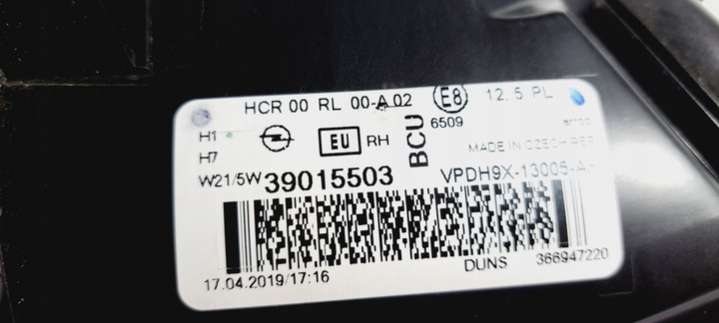 HCR 00 RL 00-A 02 E8 12.5 PL
H1
EU RH
BCU
6509
H7
MADE IN CZECH REP
W21/5W 39015503
VPDH9X-13005-A
17.04.2019/17:16
DUNS 366947220